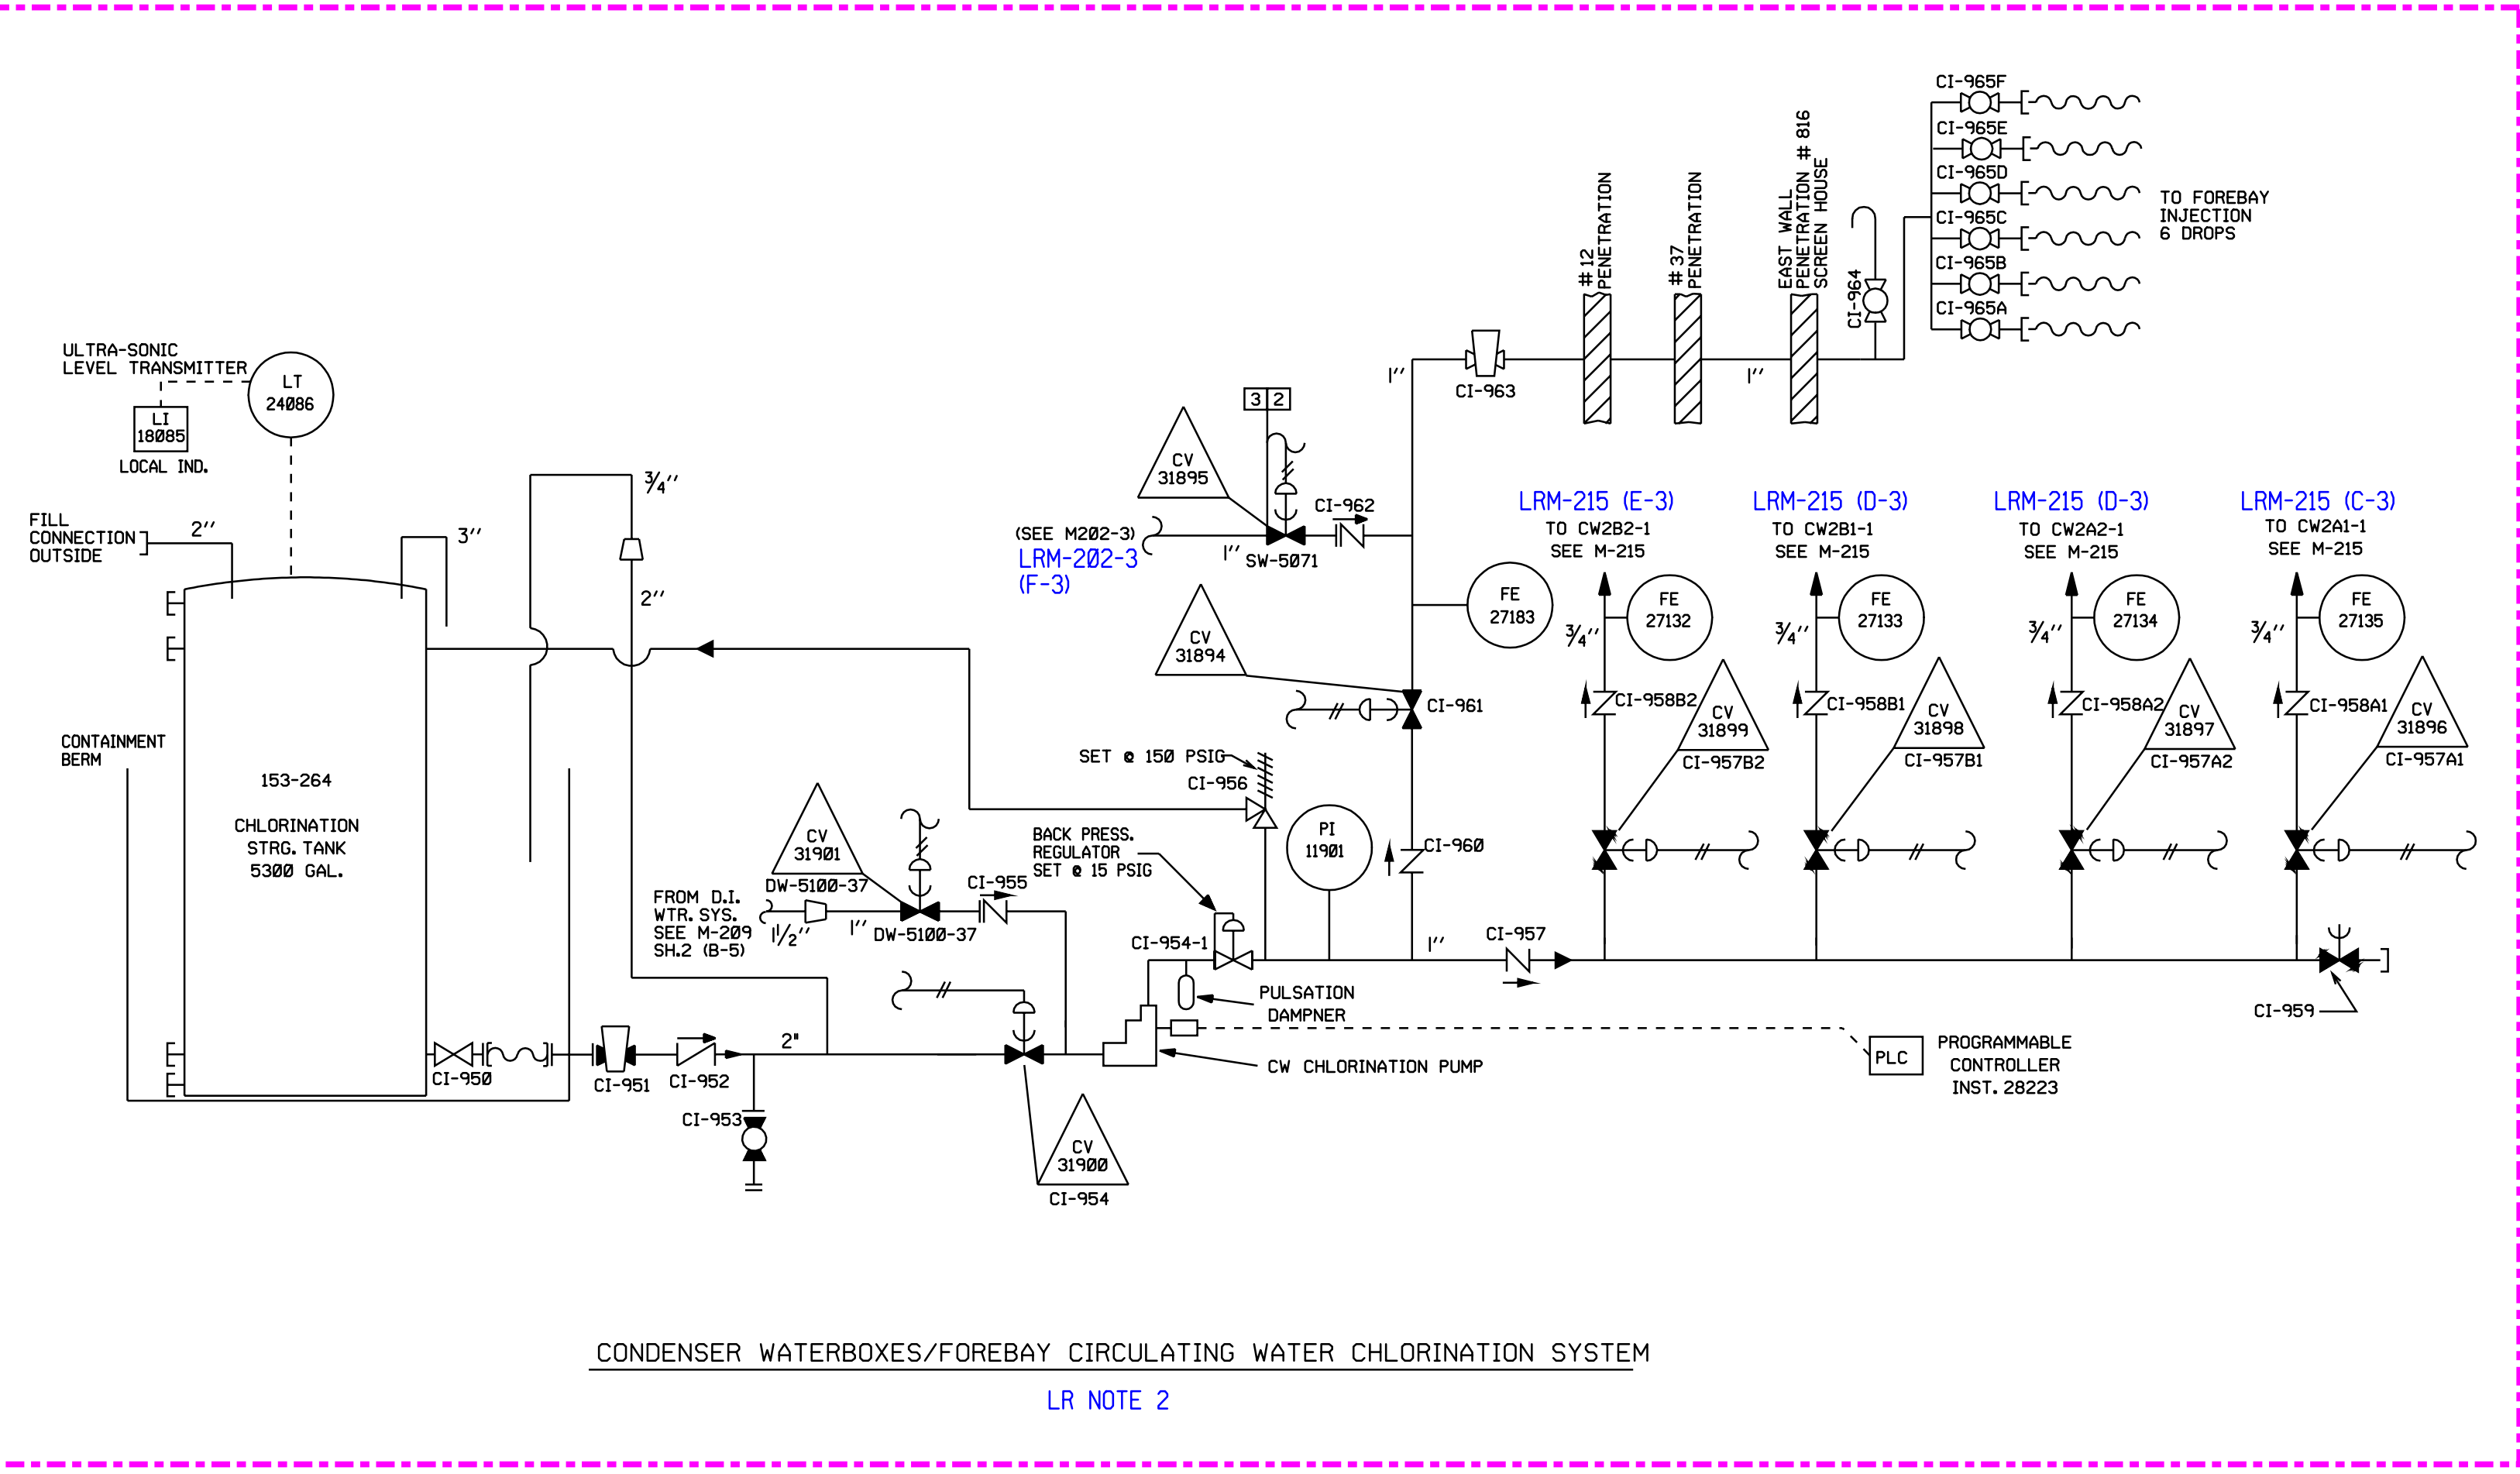 CI-965F
CI-965E
CI-965D
CI-965C
CI-965B
CI-965A
TO FOREBAY
INJECTION
6 DROPS
#12
PENETRATION
#37
PENETRATION
EAST WALL
PENETRATION # 816
SCREEN HOUSE
CI-964
1''
CI-963
1''
ULTRA-SONIC
LEVEL TRANSMITTER
LT
24086
LI
18085
LOCAL IND.
FILL
CONNECTION
OUTSIDE
2''
3''
3/4''
2''
3 2
CV
31895
CI-962
(SEE M202-3)
1''
SW-5071
LRM-202-3
(F-3)
LRM-215 (E-3)
TO CW2B2-1
SEE M-215
LRM-215 (D-3)
TO CW2B1-1
SEE M-215
LRM-215 (D-3)
TO CW2A2-1
SEE M-215
LRM-215 (C-3)
TO CW2A1-1
SEE M-215
FE
27183
FE
27132
FE
27133
FE
27134
FE
27135
3/4''
3/4''
3/4''
3/4''
CV
31894
CI-961
CI-958B2
CI-958B1
CI-958A2
CI-958A1
CV
31899
CI-957B2
CV
31898
CI-957B1
CV
31897
CI-957A2
CV
31896
CI-957A1
CONTAINMENT
BERM
153-264
CHLORINATION
STRG. TANK
5300 GAL.
SET @ 150 PSIG
CI-956
BACK PRESS.
REGULATOR
SET @ 15 PSIG
PI
11901
CI-960
CV
31901
DW-5100-37
CI-955
FROM D.I.
WTR. SYS.
SEE M-209
SH.2 (B-5)
1 1/2''
1''
DW-5100-37
CI-954-1
1''
CI-957
CI-959
PULSATION
DAMPNER
CW CHLORINATION PUMP
PLC
PROGRAMMABLE
CONTROLLER
INST. 28223
CI-950
CI-951
CI-952
2"
CI-953
CV
31900
CI-954
CONDENSER WATERBOXES/FOREBAY CIRCULATING WATER CHLORINATION SYSTEM
LR NOTE 2